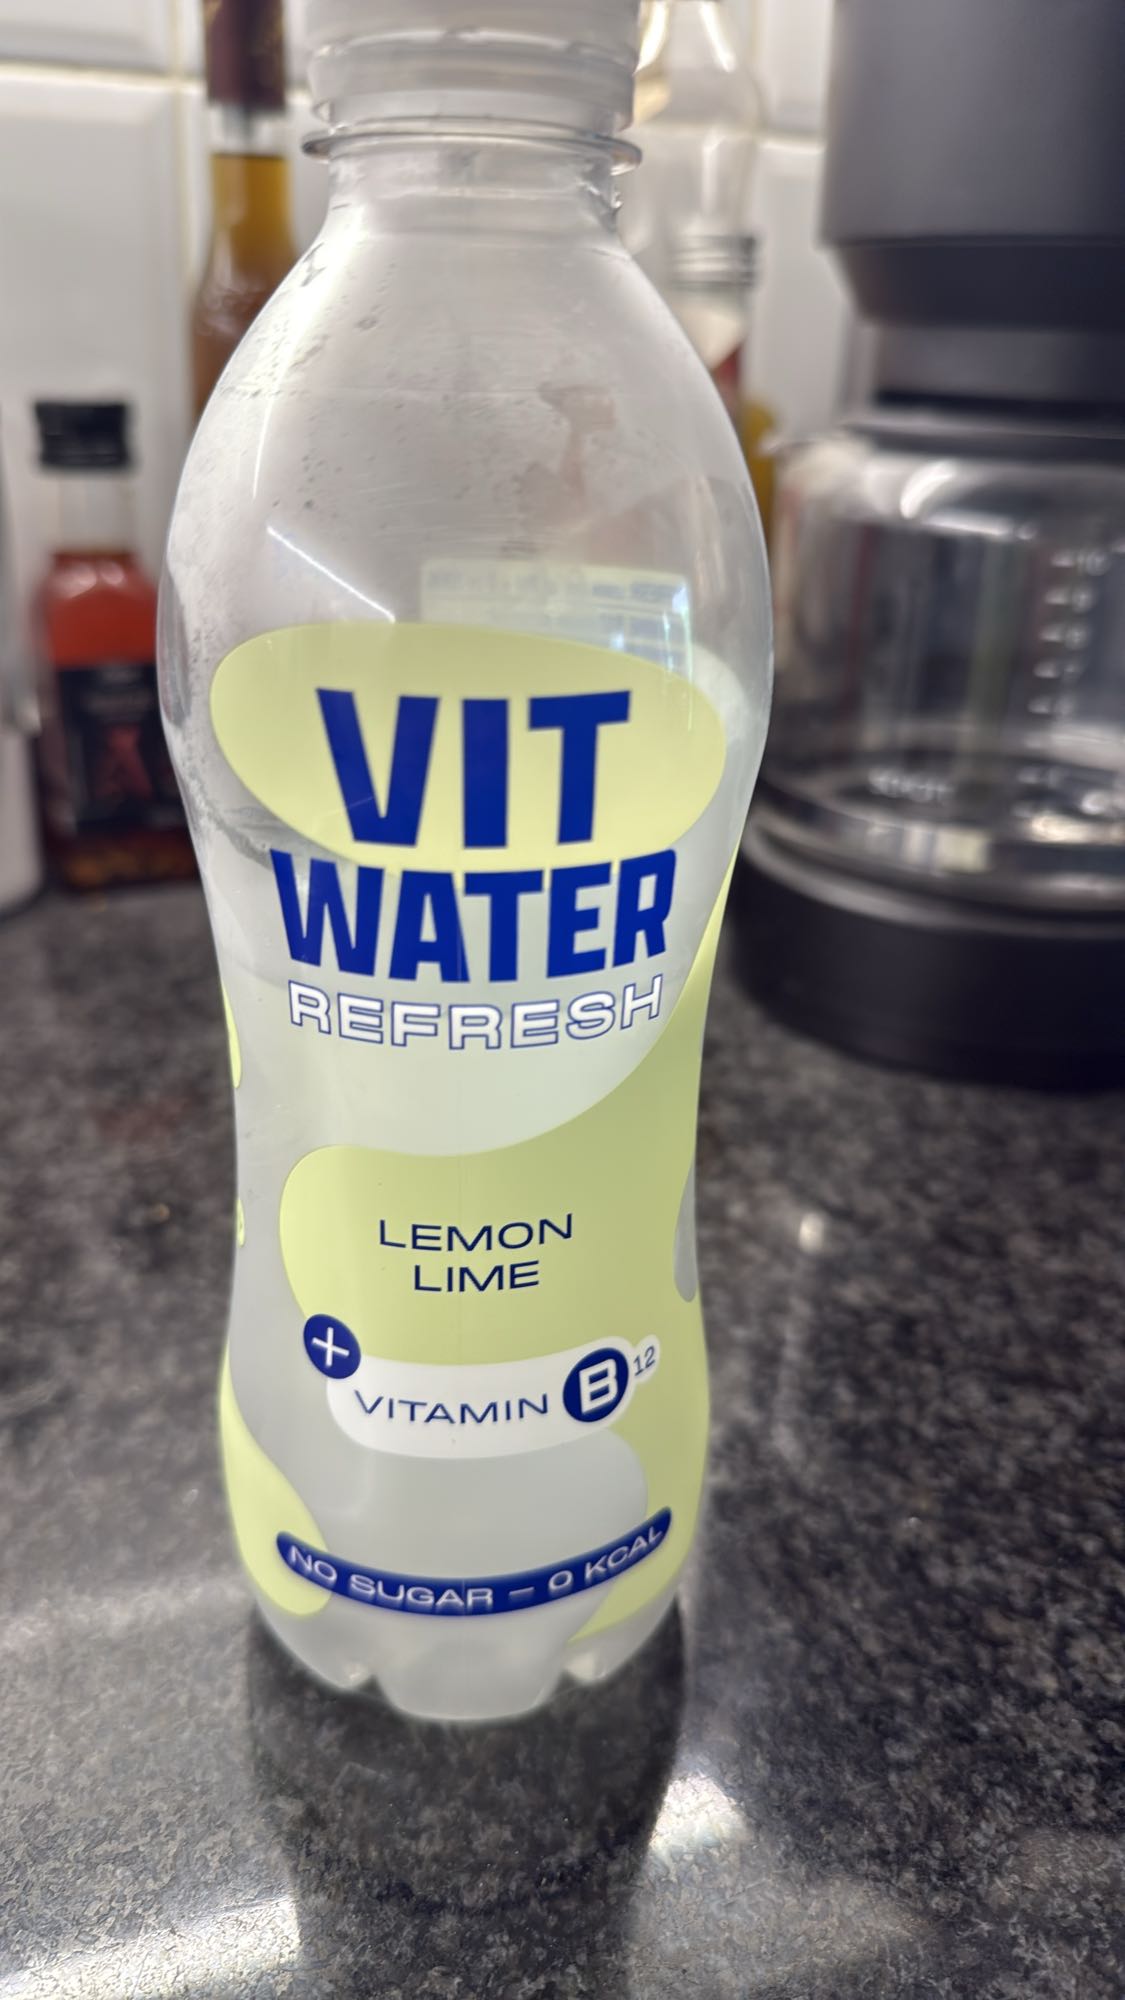 VIT
WATER
REFRESH
LEMON
LIME
+
VITAMIN B12
NO SUGAR – 0 KCAL